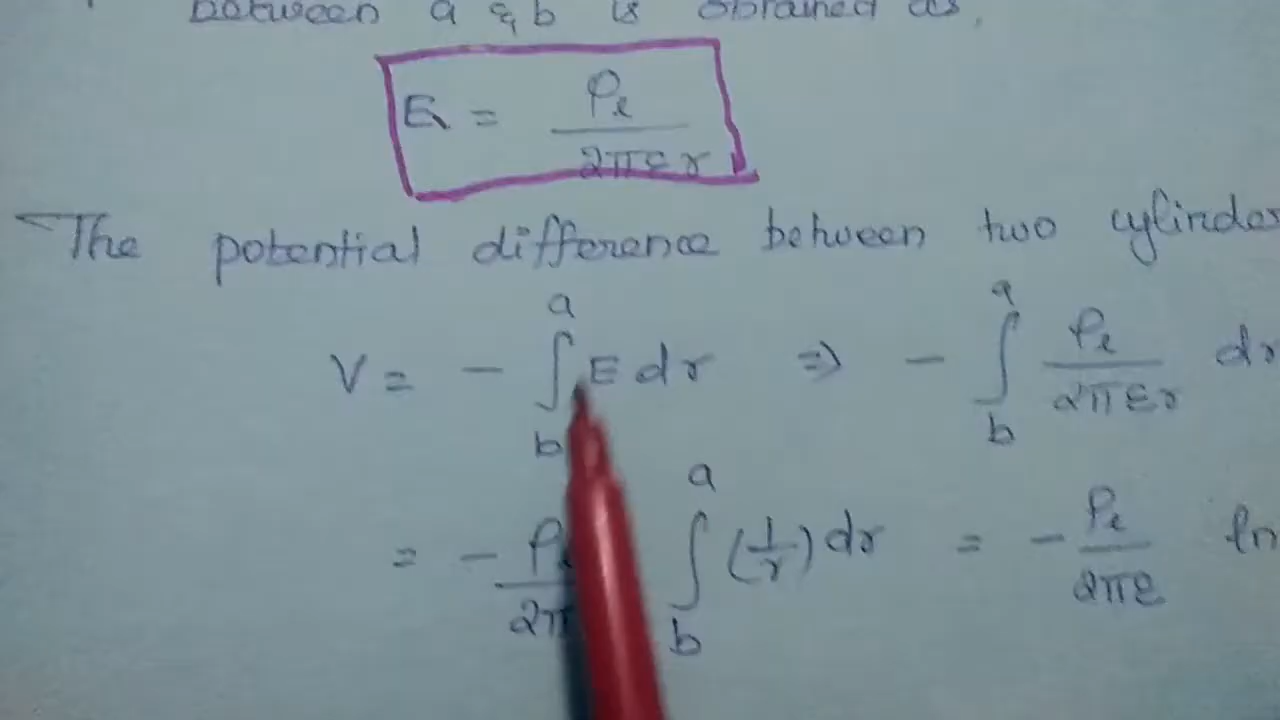 between a & b is obtained as,
E = ρℓ / 2πεr
The potential difference between two cylinder
V = - ∫_b^a E dr ⇒ - ∫_b^a ρℓ / 2πεr dr
= - ρℓ / 2π ∫_b^a (1/r) dr = - ρℓ / 2πε ln